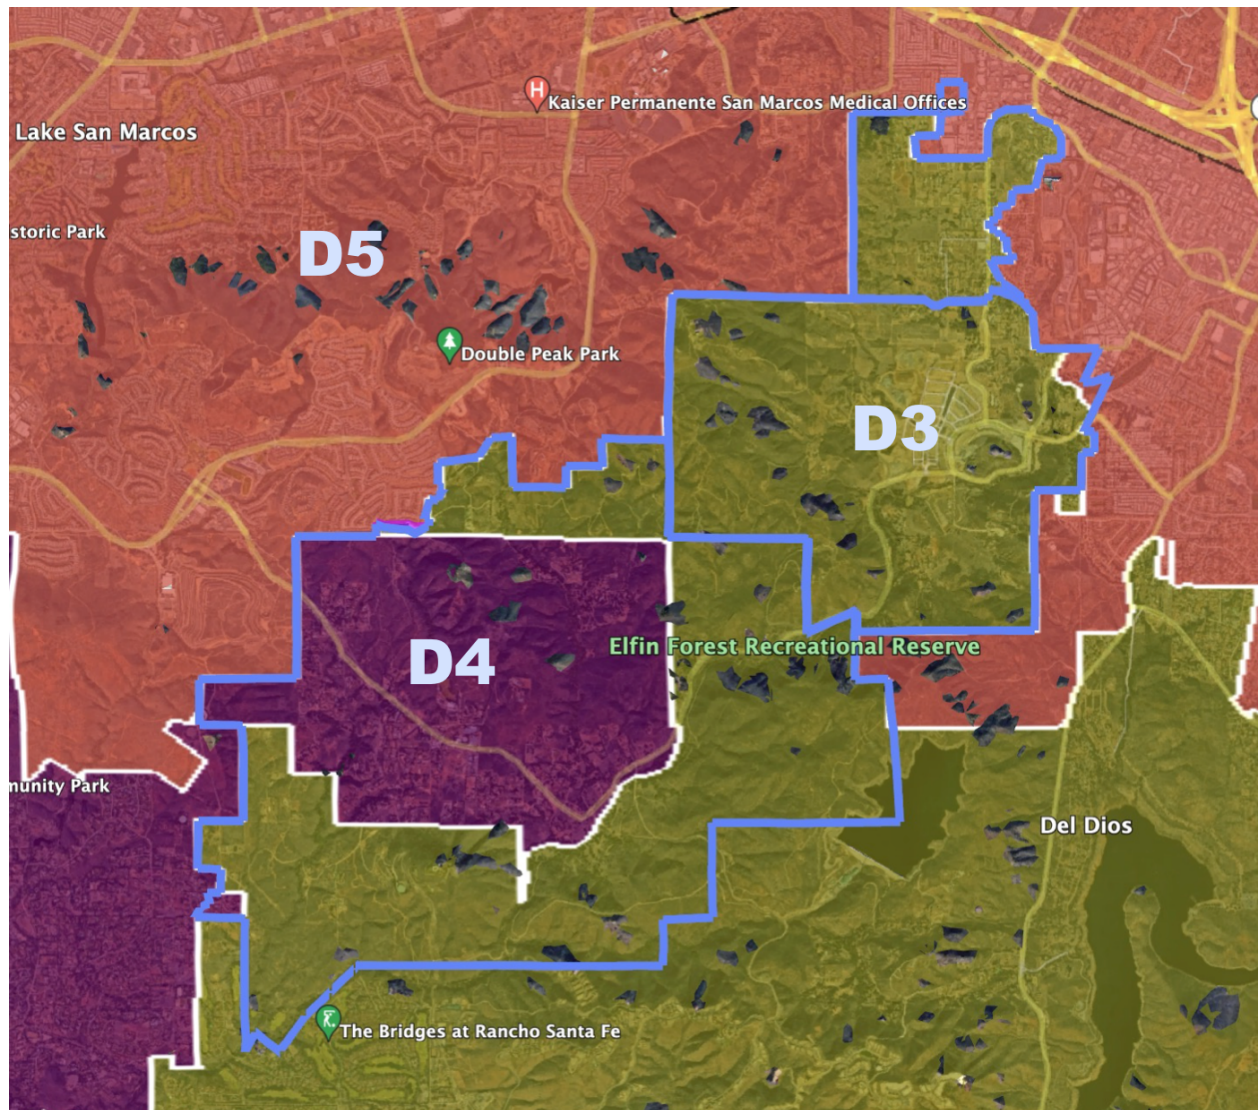 H
Kaiser Permanente San Marcos Medical Offices
Lake San Marcos
storic Park
D5
Double Peak Park
D3
Elfin Forest Recreational Reserve
D4
munity Park
Del Dios
The Bridges at Rancho Santa Fe